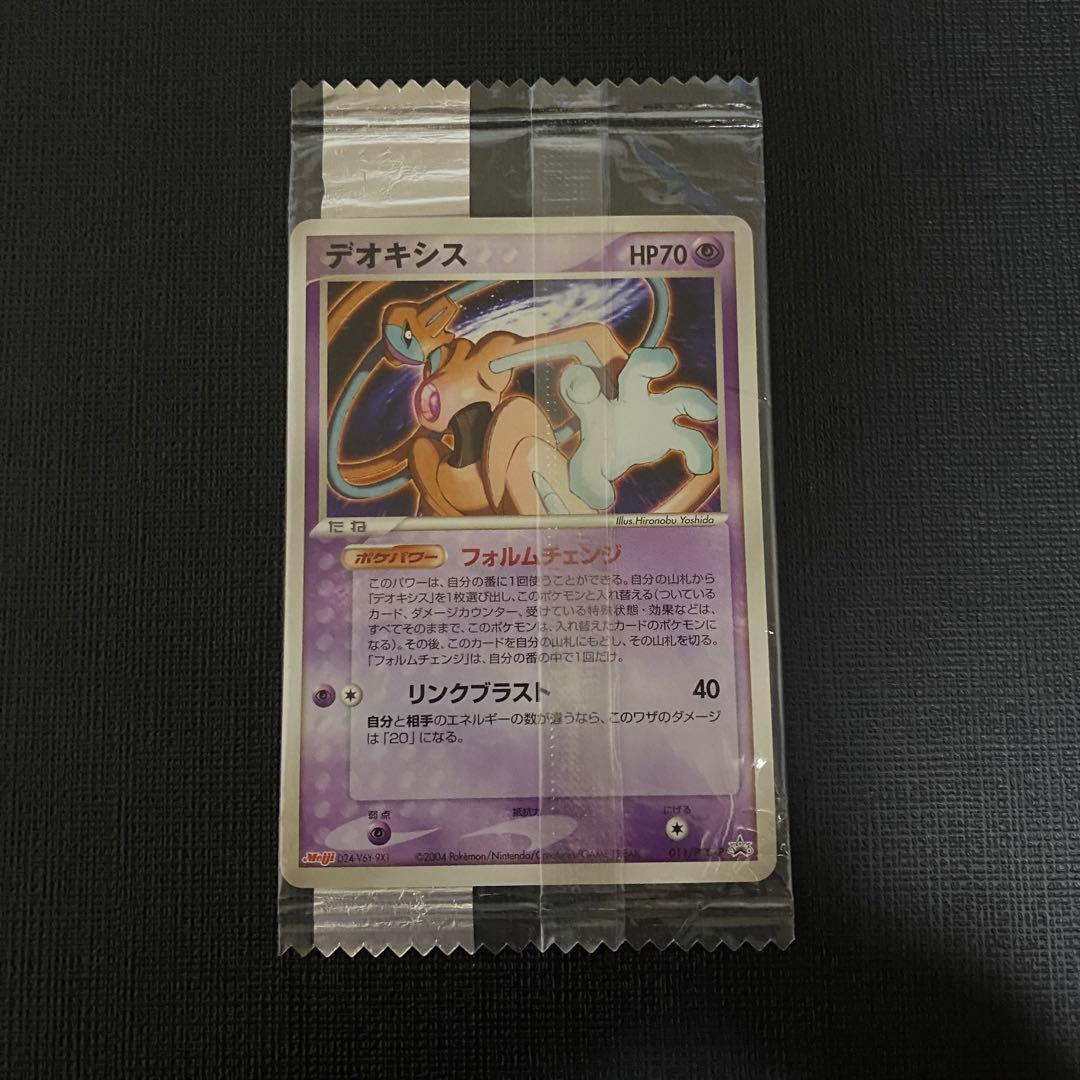 デオキシス HP70
たね
Illus.Hironobu Yoshida
ポケパワー フォルムチェンジ
このパワーは、自分の番に1回使うことができる。自分の山札から
「デオキシス」を1枚選び出し、このポケモンと入れ替える(ついている
カード、ダメージカウンター、受けている特殊状態・効果などは、
すべてそのままで、このポケモンは、入れ替えたカードのポケモンに
なる)。その後、このカードを自分の山札にもどし、その山札を切る。
「フォルムチェンジ」は、自分の番の中で1回だけ。
リンクブラスト 40
自分と相手のエネルギーの数が違うなら、このワザのダメージ
は「20」になる。
弱点 抵抗力 にげる
Meiji D24-V6Y-9X1 ©2004 Pokémon/Nintendo/Creatures/GAME FREAK 011/